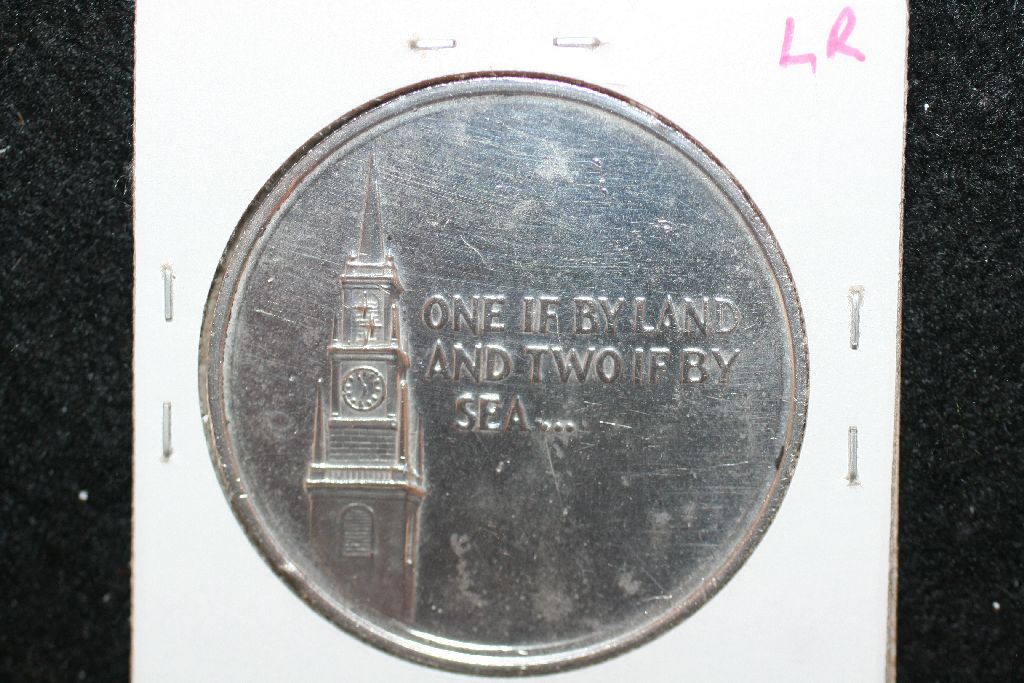 LR
ONE IF BY LAND
AND TWO IF BY
SEA....